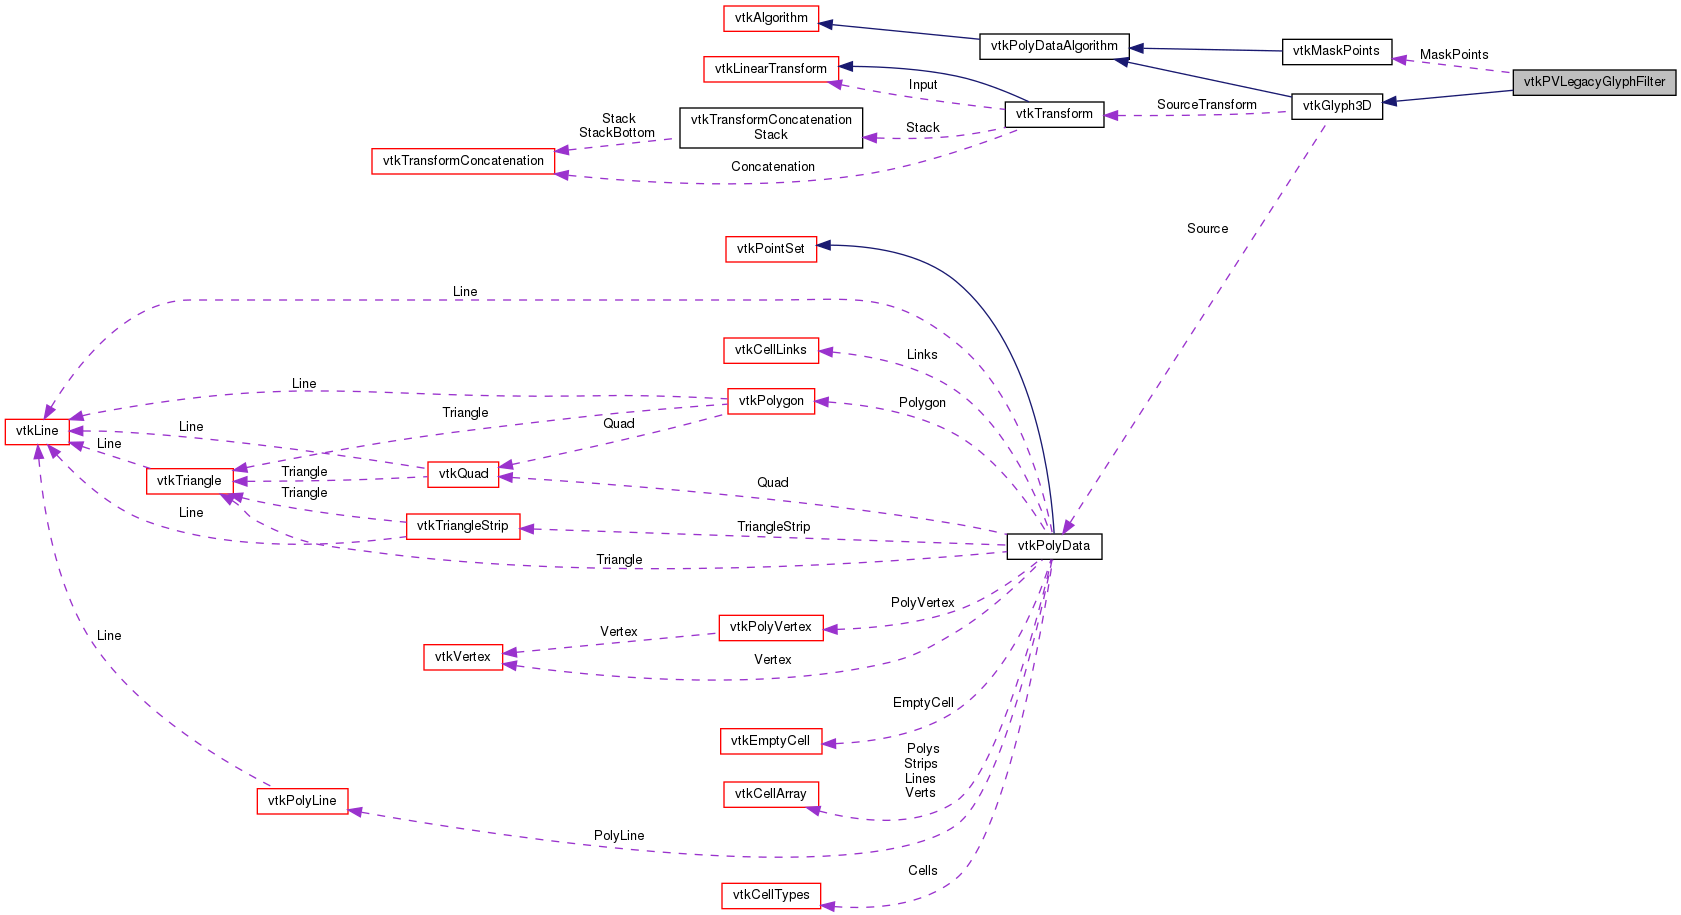 vtkAlgorithm
vtkPolyDataAlgorithm
vtkMaskPoints
MaskPoints
vtkPVLegacyGlyphFilter
vtkLinearTransform
Input
vtkTransform
SourceTransform
vtkGlyph3D
Stack
StackBottom
vtkTransformConcatenation
Stack
Stack
vtkTransformConcatenation
Concatenation
Source
vtkPointSet
Line
vtkCellLinks
Links
Line
vtkPolygon
Polygon
Triangle
Quad
vtkLine
Line
Line
vtkTriangle
Triangle
vtkQuad
Quad
Triangle
Line
vtkTriangleStrip
TriangleStrip
vtkPolyData
Triangle
PolyVertex
vtkPolyVertex
Vertex
Line
vtkVertex
Vertex
EmptyCell
vtkEmptyCell
Polys
Strips
Lines
Verts
vtkCellArray
vtkPolyLine
PolyLine
Cells
vtkCellTypes